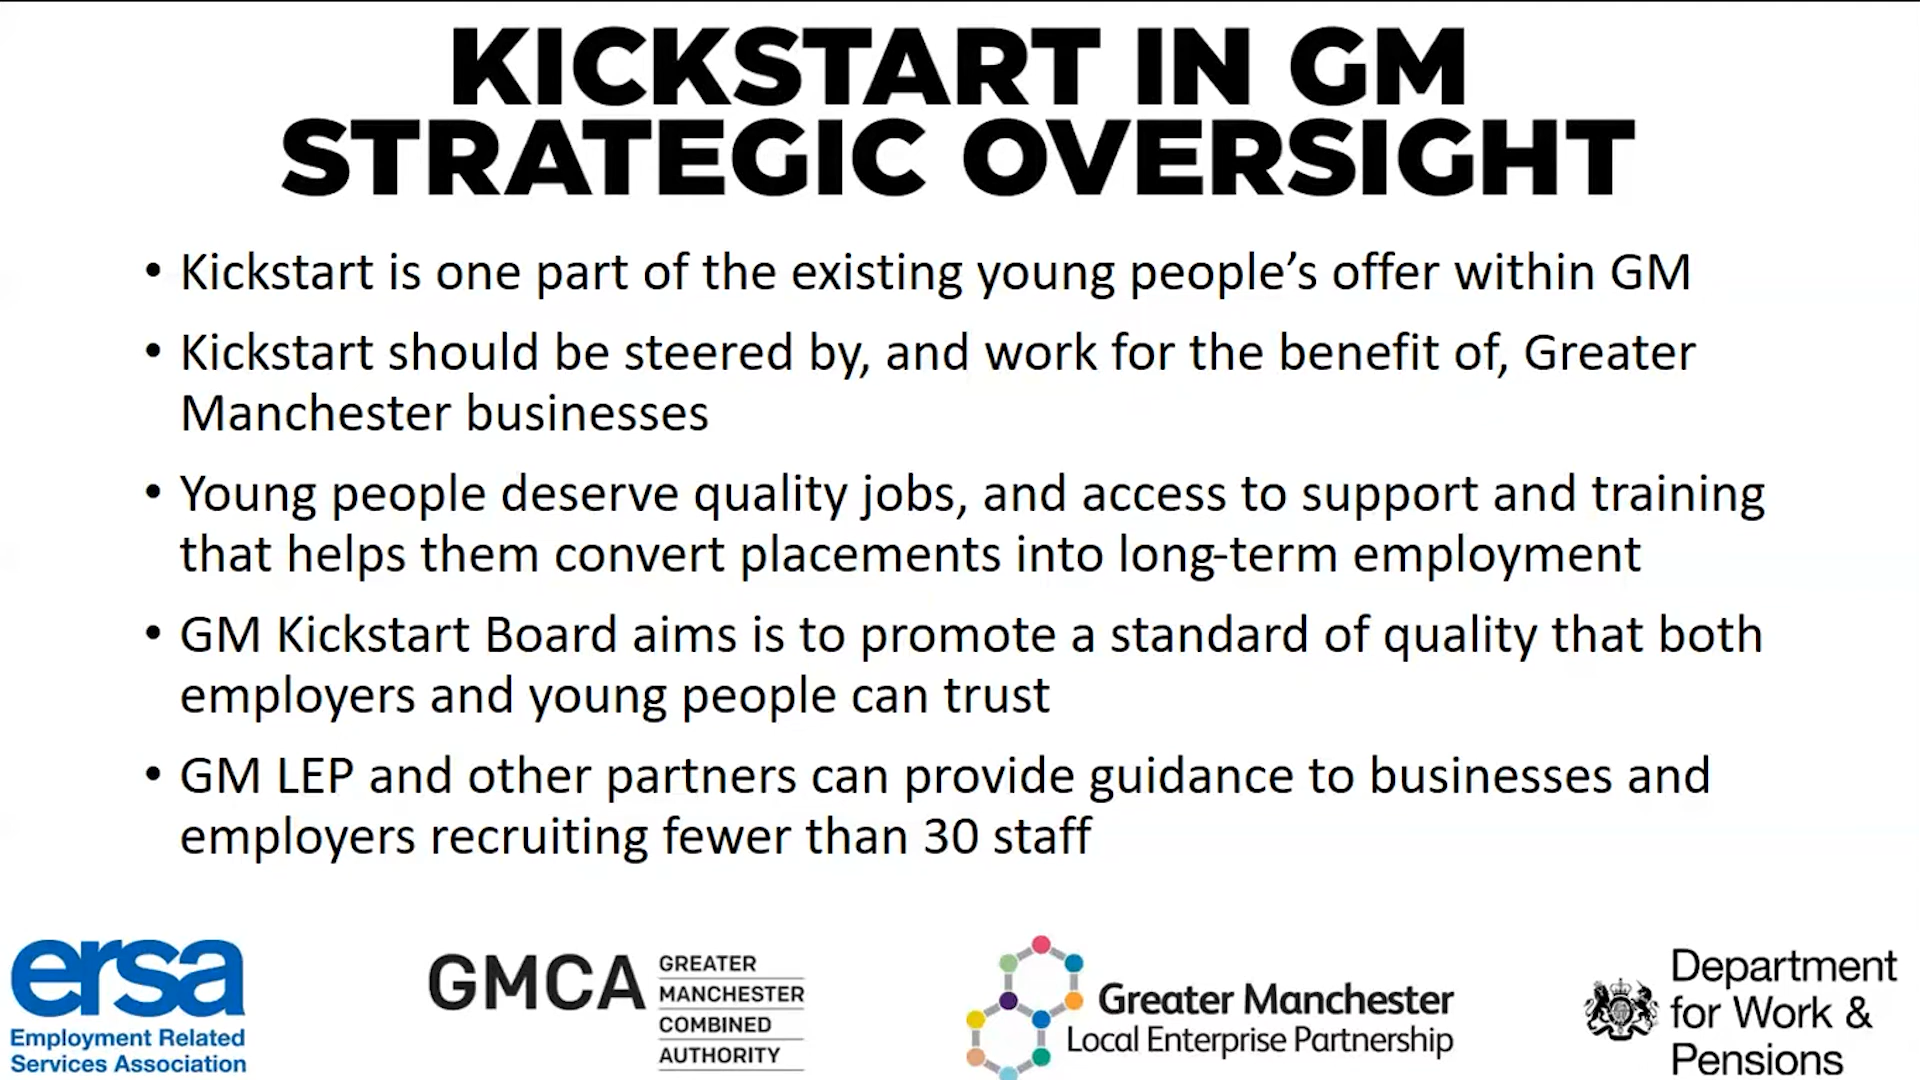 KICKSTART IN GM
STRATEGIC OVERSIGHT
• Kickstart is one part of the existing young people’s offer within GM
• Kickstart should be steered by, and work for the benefit of, Greater
Manchester businesses
• Young people deserve quality jobs, and access to support and training
that helps them convert placements into long-term employment
• GM Kickstart Board aims is to promote a standard of quality that both
employers and young people can trust
• GM LEP and other partners can provide guidance to businesses and
employers recruiting fewer than 30 staff
ersa
Employment Related
Services Association
GMCA
GREATER
MANCHESTER
COMBINED
AUTHORITY
Greater Manchester
Local Enterprise Partnership
Department
for Work &
Pensions